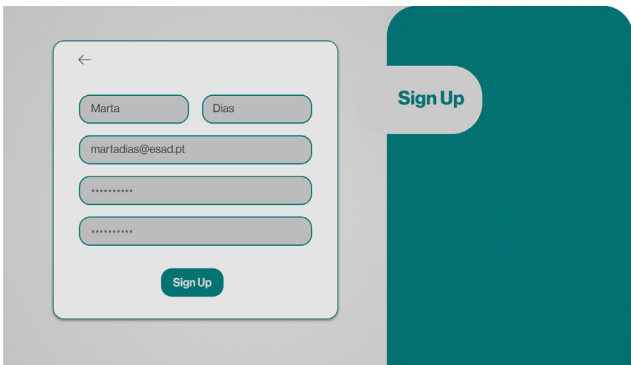 Marta
Dias
martadias@esad.pt
**********
**********
Sign Up
Sign Up